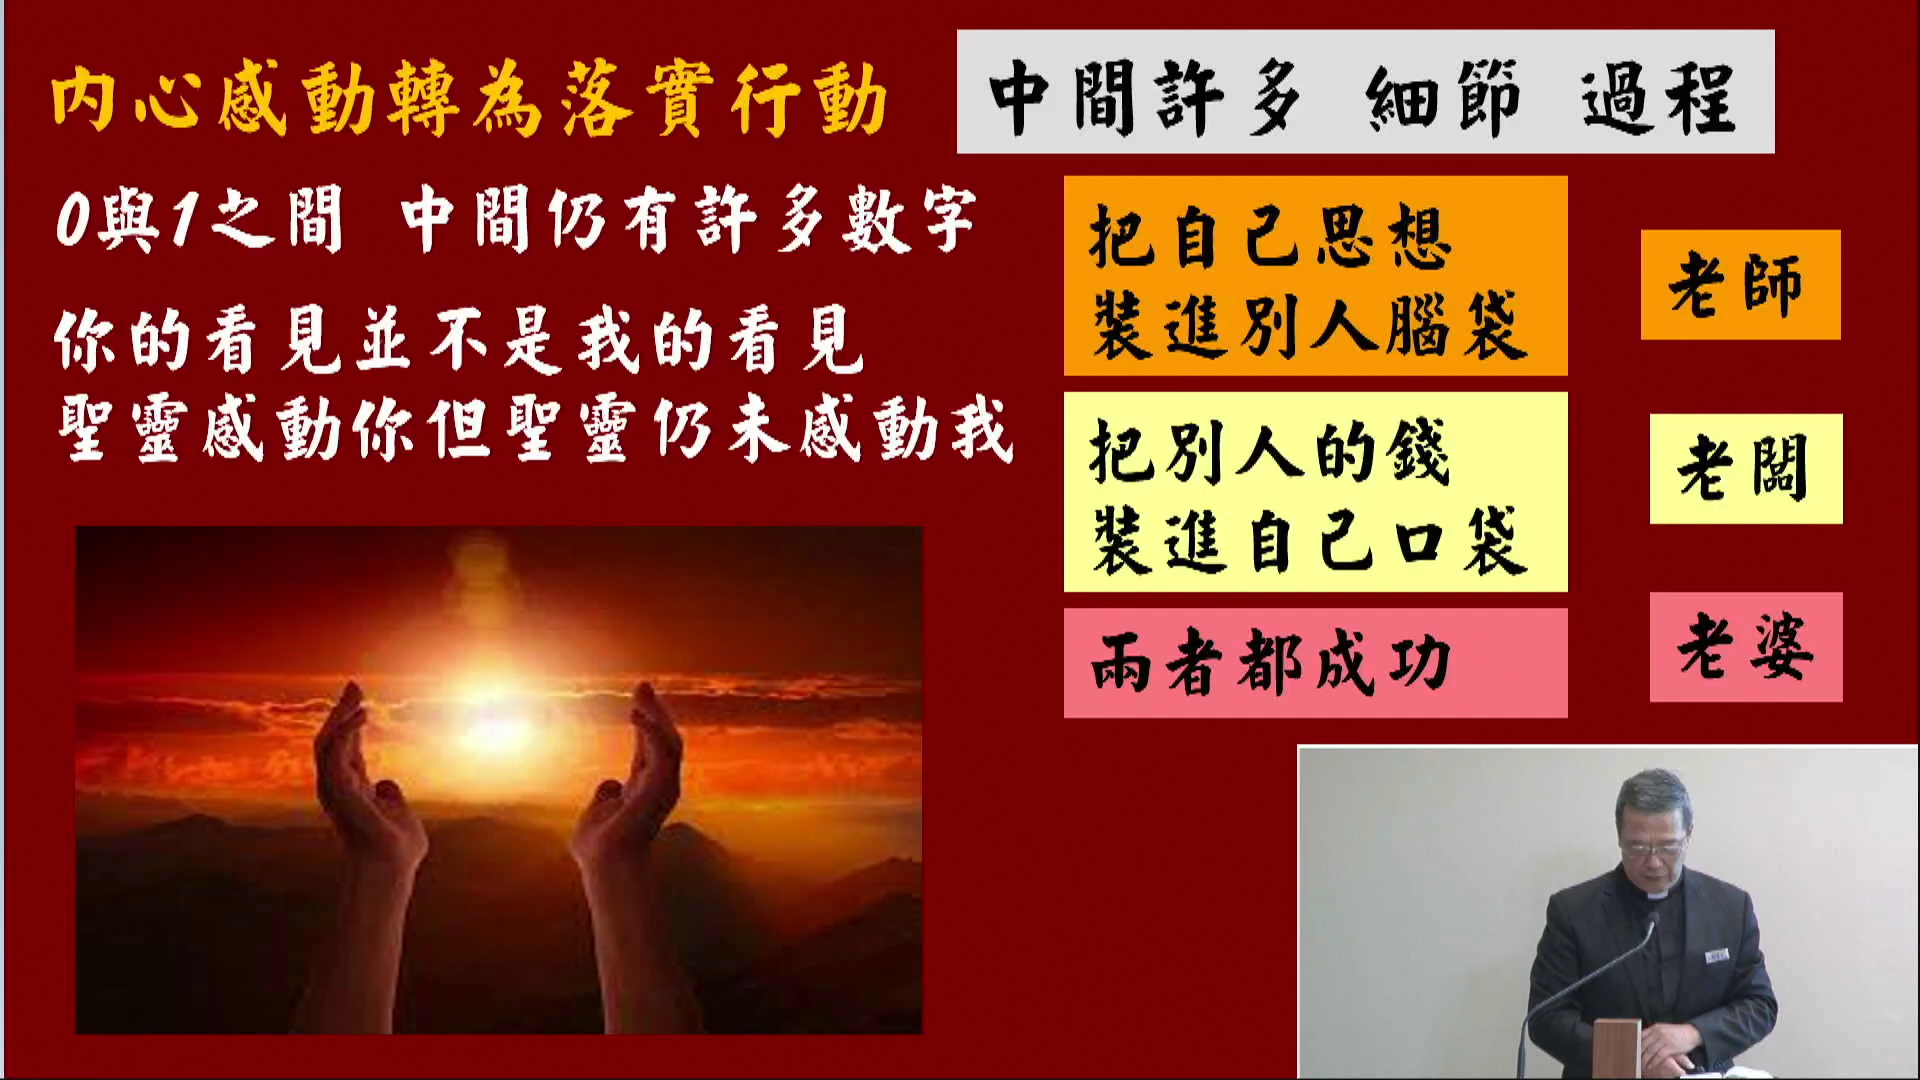 內心感動轉為落實行動
中間許多 細節 過程
0與1之間 中間仍有許多數字
你的看見並不是我的看見
聖靈感動你但聖靈仍未感動我
把自己思想
裝進別人腦袋
老師
把別人的錢
裝進自己口袋
老闆
兩者都成功
老婆